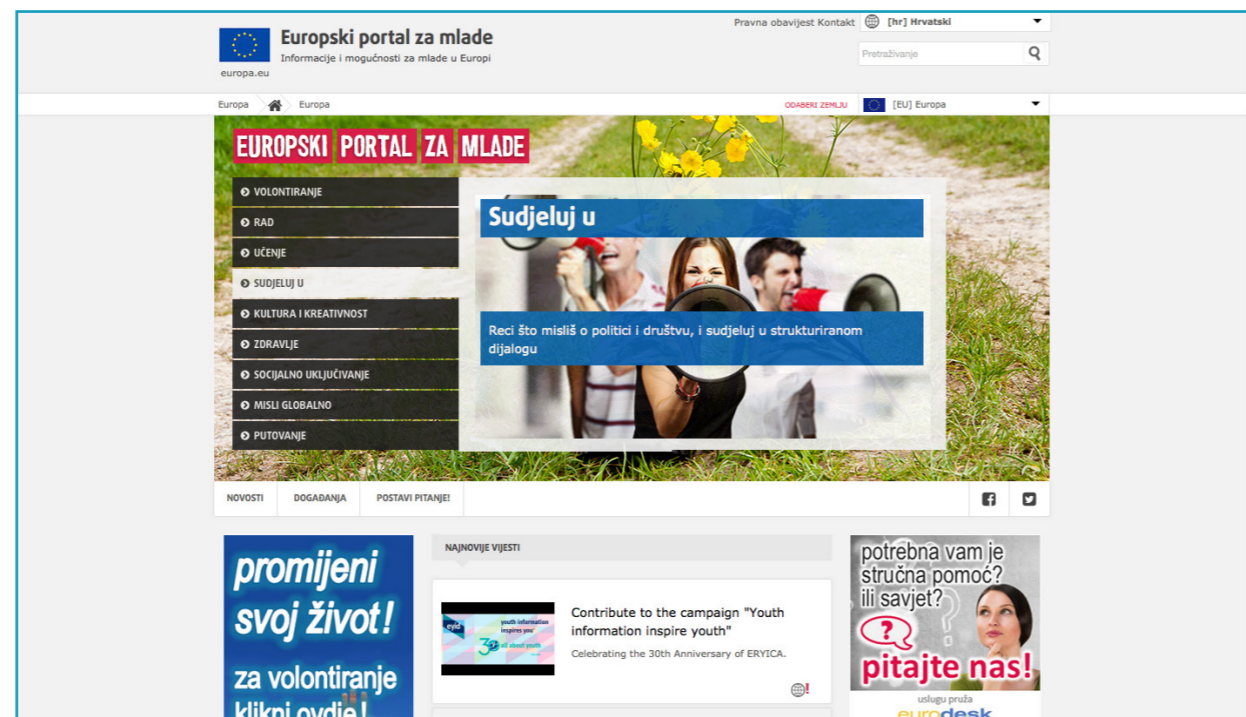 Pravna obavijest Kontakt
[hr] Hrvatski
Europski portal za mlade
Informacije i mogućnosti za mlade u Europi
europa.eu
Pretraživanje
Europa
Europa
ODABERI ZEMLJU
[EU] Europa
EUROPSKI PORTAL ZA MLADE
VOLONTIRANJE
RAD
UČENJE
SUDJELUJ U
KULTURA I KREATIVNOST
ZDRAVLJE
SOCIJALNO UKLJUČIVANJE
MISLI GLOBALNO
PUTOVANJE
Sudjeluj u
Reci što misliš o politici i društvu, i sudjeluj u strukturiranom
dijalogu
NOVOSTI
DOGAĐANJA
POSTAVI PITANJE!
promijeni
svoj život!
za volontiranje
klikni ovdje!
NAJNOVIJE VIJESTI
eyid
youth information
inspires you
30
all about youth
Contribute to the campaign "Youth
information inspire youth"
Celebrating the 30th Anniversary of ERYICA.
potrebna vam je
stručna pomoć?
ili savjet?
pitajte nas!
uslugu pruža
eurodesk